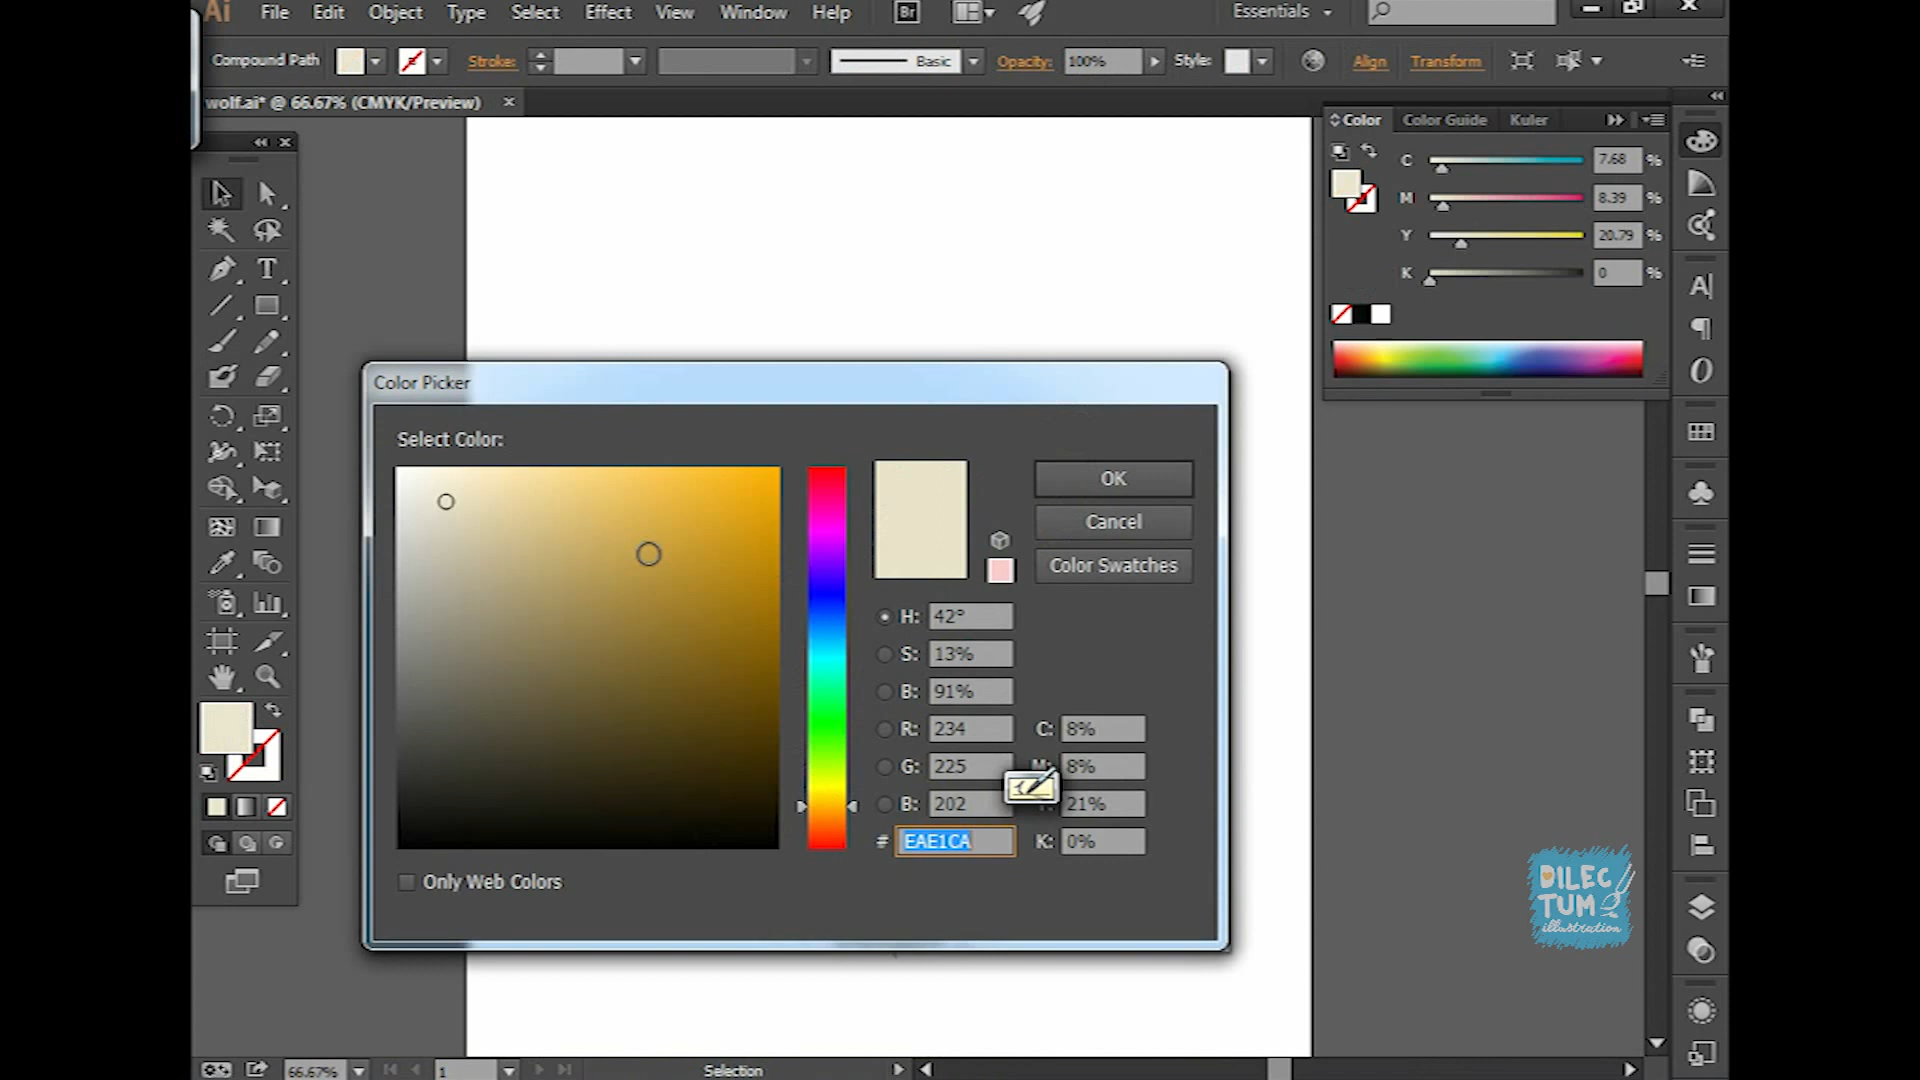 Ai File Edit Object Type Select Effect View Window Help Br Essentials
Compound Path Stroke: Basic Opacity: 100% Style: Align Transform
wolf.ai* @ 66.67% (CMYK/Preview)
Color Color Guide Kuler
C 7.68 %
M 8.39 %
Y 20.79 %
K 0 %
Color Picker
Select Color:
OK
Cancel
Color Swatches
H: 42°
S: 13%
B: 91%
R: 234 C: 8%
G: 225 M: 8%
B: 202 21%
# EAE1CA K: 0%
Only Web Colors
DILEC
TUM
illustration
66.67% 1 Selection